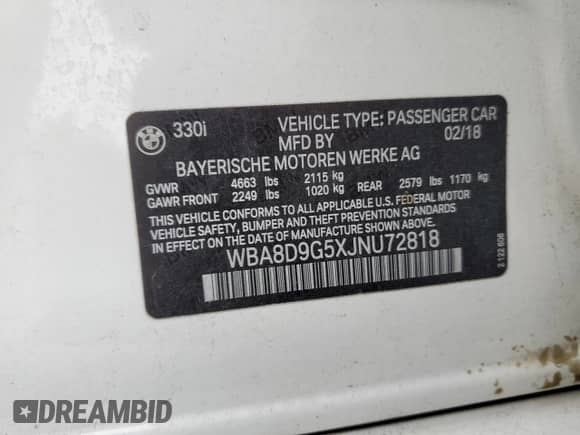 BMW
330i VEHICLE TYPE: PASSENGER CAR
MFD BY 02/18
BAYERISCHE MOTOREN WERKE AG
GVWR 4663 lbs 2115 kg
GAWR FRONT 2249 lbs 1020 kg REAR 2579 lbs 1170 kg
THIS VEHICLE CONFORMS TO ALL APPLICABLE U.S. FEDERAL MOTOR
VEHICLE SAFETY, BUMPER AND THEFT PREVENTION STANDARDS
IN EFFECT ON THE DATE OF MANUFACTURE SHOWN ABOVE.
WBA8D9G5XJNU72818
2 122 606
DREAMBID